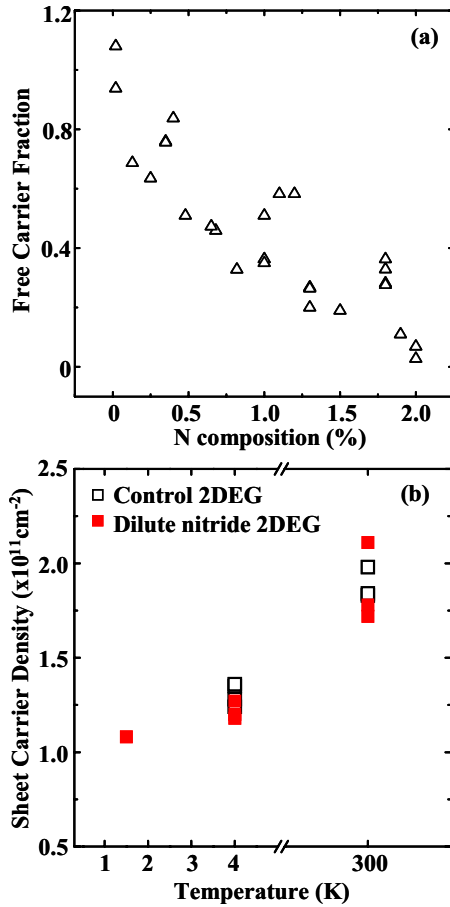 1.2
(a)
0.8
0.4
0
Free Carrier Fraction
0 0.5 1.0 1.5 2.0
N composition (%)
2.5
2.0
1.5
1.0
0.5
Sheet Carrier Density (x10¹¹cm⁻²)
Control 2DEG
(b)
Dilute nitride 2DEG
1 2 3 4 300
Temperature (K)